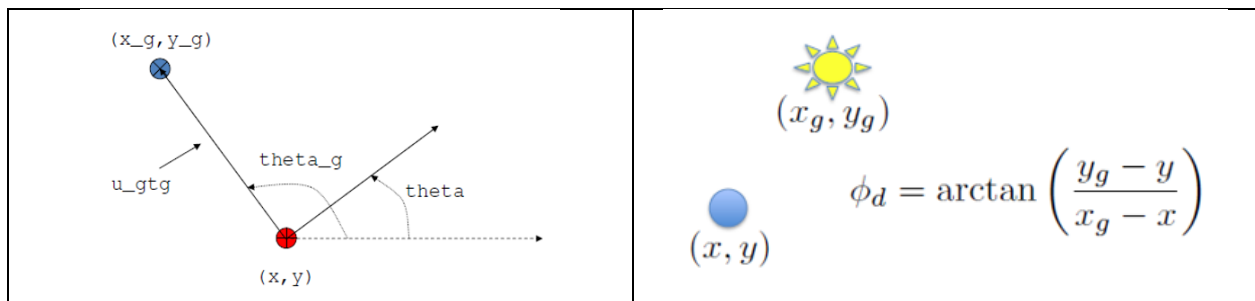 (x_g,y_g)
theta_g
u_gtg
theta
(x,y)
(x_g, y_g)
ϕ_d = arctan ( (y_g − y) / (x_g − x) )
(x, y)